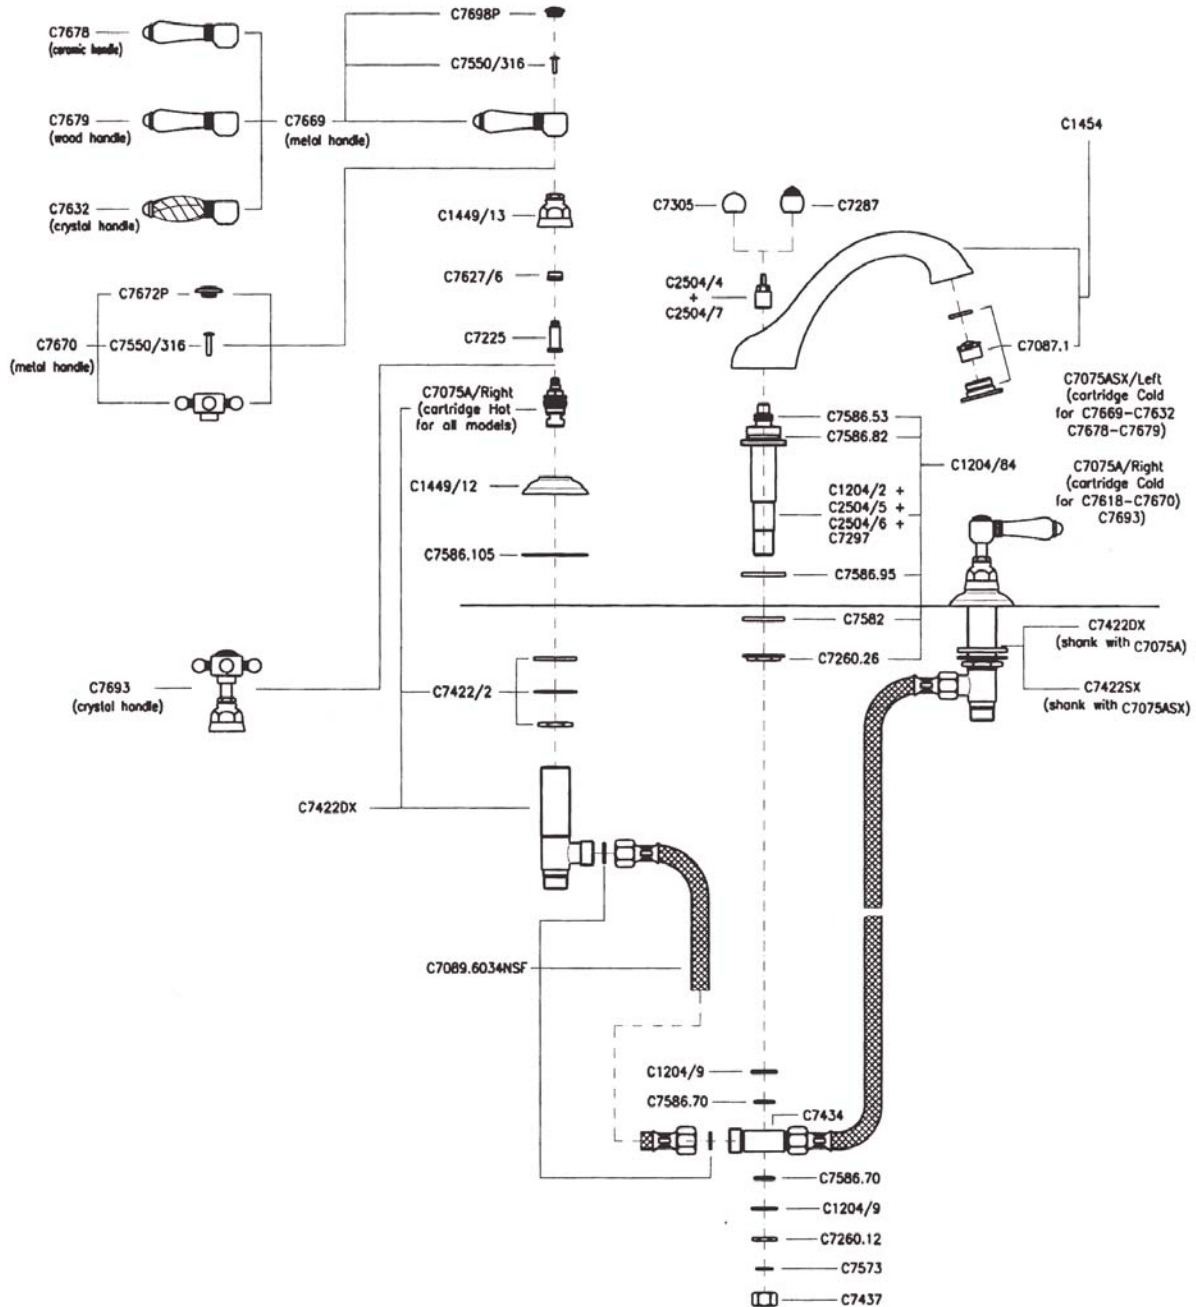 C7698P
C7678
(ceramic handle)
C7550/316
C7679
(wood handle)
C7669
(metal handle)
C1454
C7632
(crystal handle)
C1449/13
C7305
C7287
C7627/6
C2504/4
+
C2504/7
C7672P
C7670
(metal handle)
C7550/316
C7225
C7087.1
C7075A/Right
(cartridge Hot
for all models)
C7075ASX/Left
(cartridge Cold
for C7669-C7632
C7678-C7679)
C7586.53
C7586.82
C1204/84
C7075A/Right
(cartridge Cold
for C7618-C7670)
C7693)
C1449/12
C1204/2 +
C2504/5 +
C2504/6 +
C7297
C7586.105
C7586.95
C7582
C7422DX
(shank with C7075A)
C7260.26
C7693
(crystal handle)
C7422/2
C7422SX
(shank with C7075ASX)
C7422DX
C7089.6034NSF
C1204/9
C7586.70
C7434
C7586.70
C1204/9
C7260.12
C7573
C7437